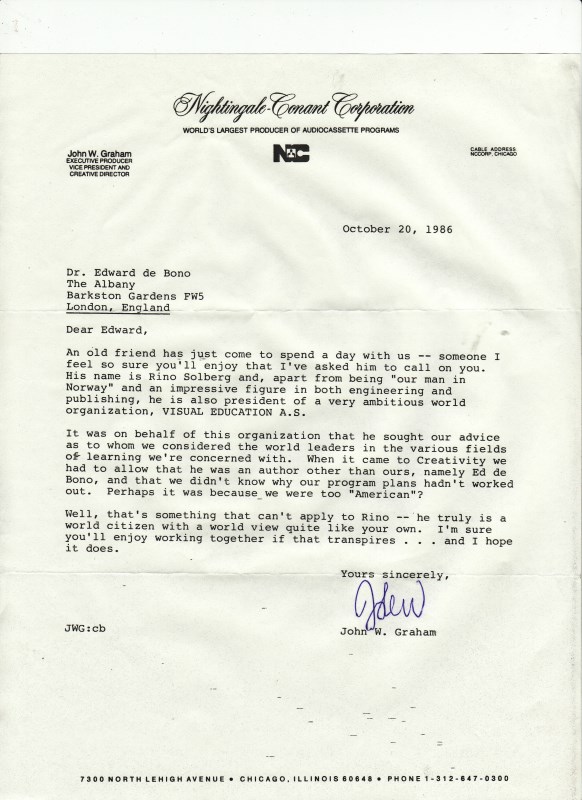 Nightingale-Conant Corporation
WORLD'S LARGEST PRODUCER OF AUDIOCASSETTE PROGRAMS
John W. Graham
EXECUTIVE PRODUCER
VICE PRESIDENT AND
CREATIVE DIRECTOR
NC
CABLE ADDRESS
NCCORP, CHICAGO
October 20, 1986
Dr. Edward de Bono
The Albany
Barkston Gardens FW5
London, England
Dear Edward,
An old friend has just come to spend a day with us -- someone I
feel so sure you'll enjoy that I've asked him to call on you.
His name is Rino Solberg and, apart from being "our man in
Norway" and an impressive figure in both engineering and
publishing, he is also president of a very ambitious world
organization, VISUAL EDUCATION A.S.
It was on behalf of this organization that he sought our advice
as to whom we considered the world leaders in the various fields
of learning we're concerned with. When it came to Creativity we
had to allow that he was an author other than ours, namely Ed de
Bono, and that we didn't know why our program plans hadn't worked
out. Perhaps it was because we were too "American"?
Well, that's something that can't apply to Rino -- he truly is a
world citizen with a world view quite like your own. I'm sure
you'll enjoy working together if that transpires . . . and I hope
it does.
Yours sincerely,
JWG:cb
John W. Graham
7300 NORTH LEHIGH AVENUE • CHICAGO, ILLINOIS 60648 • PHONE 1-312-647-0300